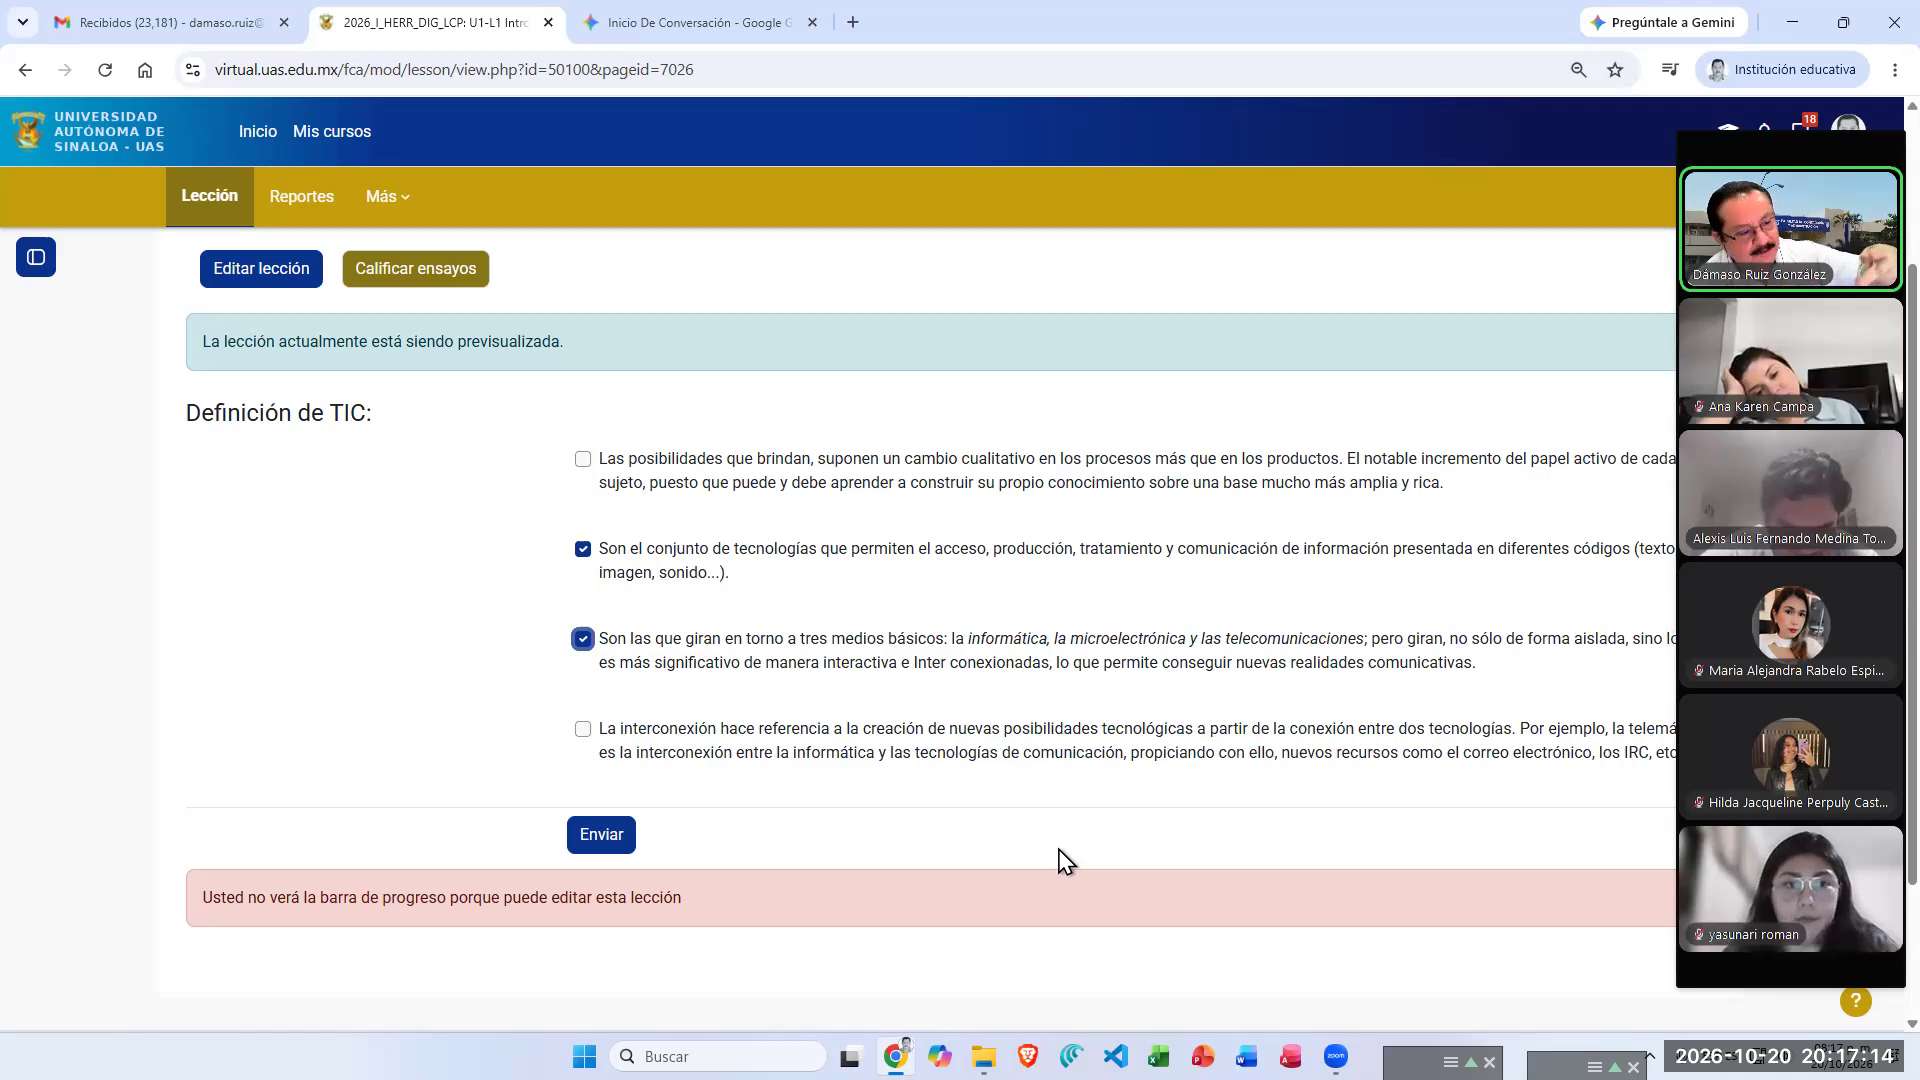 Recibidos (23,181) - damaso.ruiz@
2026_I_HERR_DIG_LCP: U1-L1 Intro
Inicio De Conversación - Google G
Pregúntale a Gemini
virtual.uas.edu.mx/fca/mod/lesson/view.php?id=50100&pageid=7026
Institución educativa
UNIVERSIDAD
AUTÓNOMA DE
SINALOA - UAS
Inicio
Mis cursos
18
Lección
Reportes
Más
Editar lección
Calificar ensayos
La lección actualmente está siendo previsualizada.
Definición de TIC:
Las posibilidades que brindan, suponen un cambio cualitativo en los procesos más que en los productos. El notable incremento del papel activo de cada
sujeto, puesto que puede y debe aprender a construir su propio conocimiento sobre una base mucho más amplia y rica.
Son el conjunto de tecnologías que permiten el acceso, producción, tratamiento y comunicación de información presentada en diferentes códigos (texto
imagen, sonido...).
Son las que giran en torno a tres medios básicos: la informática, la microelectrónica y las telecomunicaciones; pero giran, no sólo de forma aislada, sino lo
es más significativo de manera interactiva e Inter conexionadas, lo que permite conseguir nuevas realidades comunicativas.
La interconexión hace referencia a la creación de nuevas posibilidades tecnológicas a partir de la conexión entre dos tecnologías. Por ejemplo, la telemá
es la interconexión entre la informática y las tecnologías de comunicación, propiciando con ello, nuevos recursos como el correo electrónico, los IRC, etc
Enviar
Usted no verá la barra de progreso porque puede editar esta lección
Dámaso Ruiz González
Ana Karen Campa
Alexis Luis Fernando Medina To...
Maria Alejandra Rabelo Espi...
Hilda Jacqueline Perpuly Cast...
yasunari roman
?
Buscar
zoom
2026-10-20 20:17:14